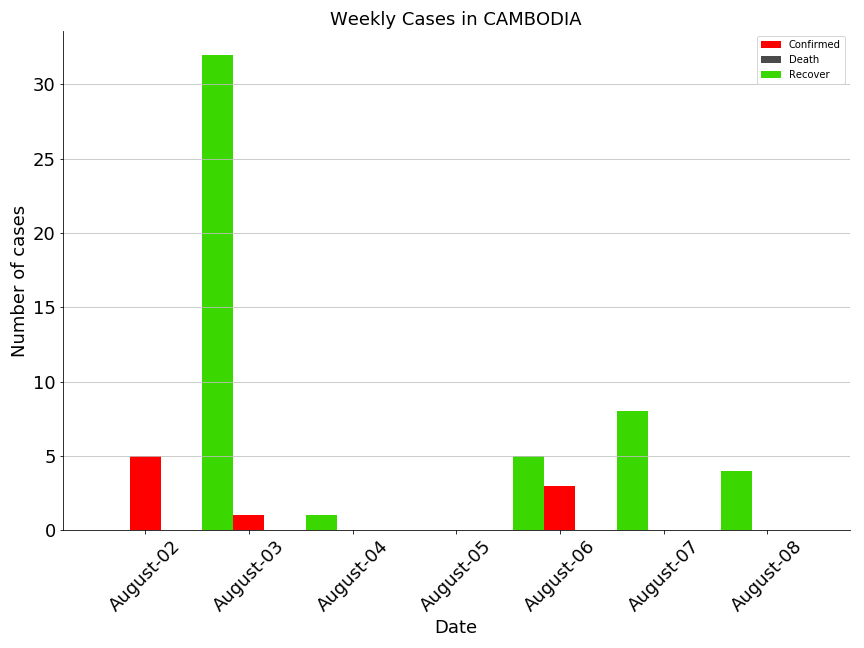 Weekly Cases in CAMBODIA
Confirmed
Death
Recover
Number of cases
30
25
20
15
10
5
0
August-02
August-03
August-04
August-05
August-06
August-07
August-08
Date